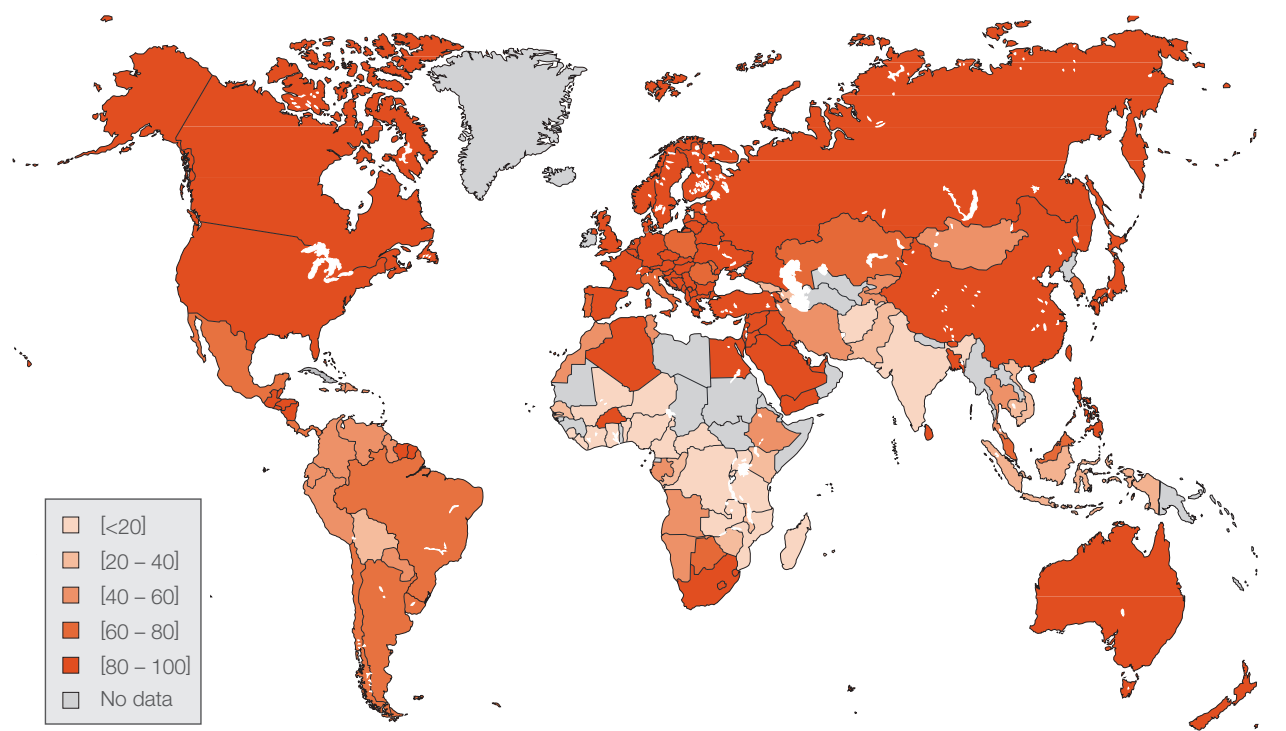 [<20]
[20 – 40]
[40 – 60]
[60 – 80]
[80 – 100]
No data